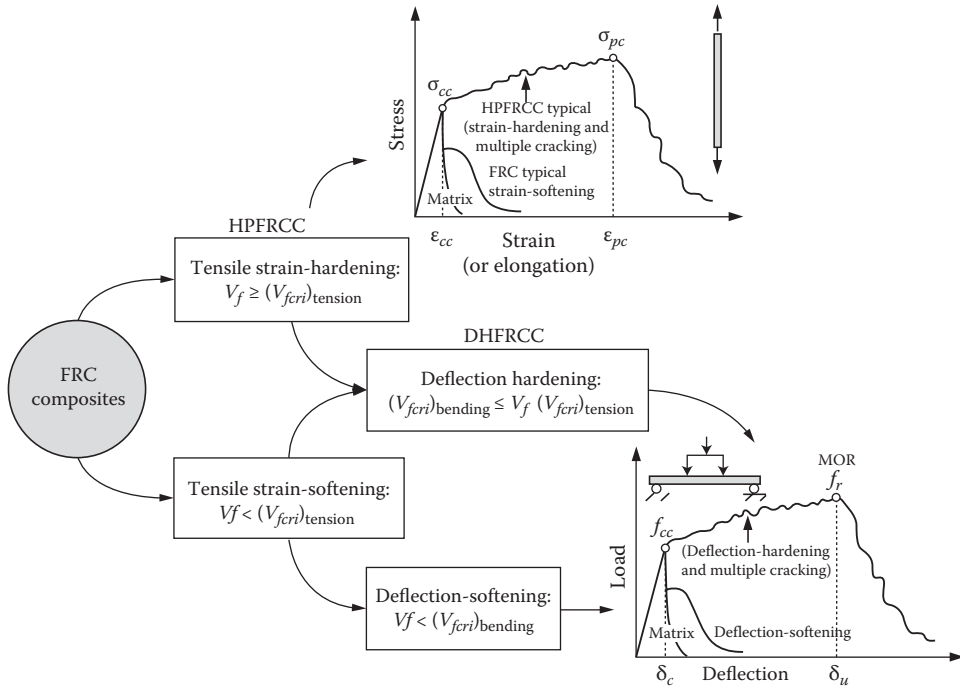 σcc
σpc
HPFRCC typical
(strain-hardening and
multiple cracking)
FRC typical
strain-softening
Matrix
Stress
εcc
Strain
εpc
(or elongation)
HPFRCC
Tensile strain-hardening:
Vf ≥ (Vfcri)tension
FRC
composites
DHFRCC
Deflection hardening:
(Vfcri)bending ≤ Vf (Vfcri)tension
Tensile strain-softening:
Vf < (Vfcri)tension
Deflection-softening:
Vf < (Vfcri)bending
MOR
fr
fcc
(Deflection-hardening
and multiple cracking)
Load
Matrix
Deflection-softening
δc
Deflection
δu